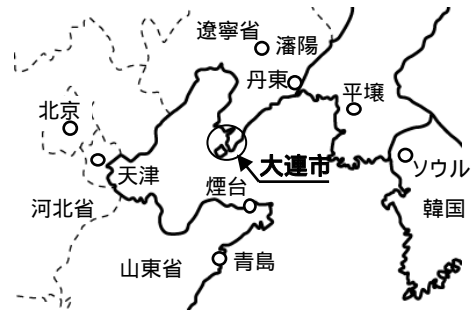 遼寧省
瀋陽
丹東
平壌
北京
大連市
天津
ソウル
煙台
河北省
韓国
山東省
青島